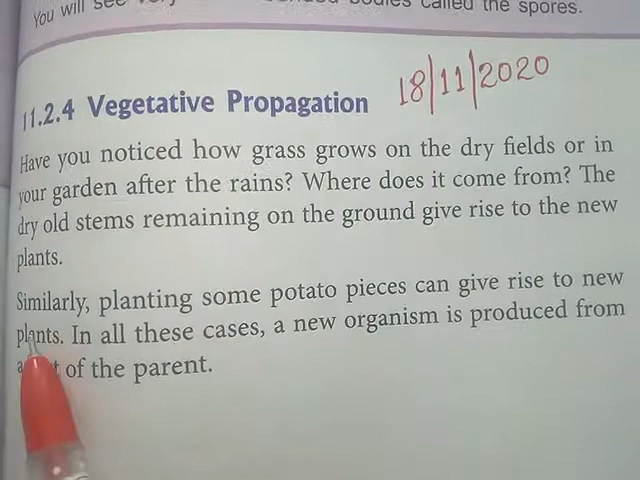 You will see called the spores.
11.2.4 Vegetative Propagation 18/11/2020
Have you noticed how grass grows on the dry fields or in
your garden after the rains? Where does it come from? The
dry old stems remaining on the ground give rise to the new
plants.
Similarly, planting some potato pieces can give rise to new
plants. In all these cases, a new organism is produced from
of the parent.